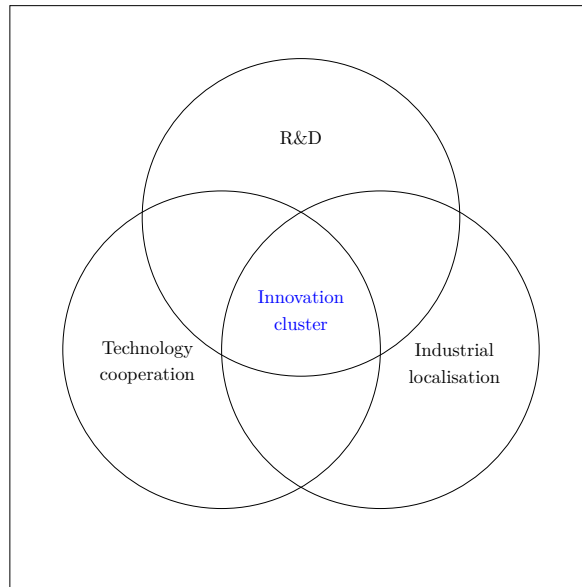 R&D
Innovation
cluster
Technology
cooperation
Industrial
localisation